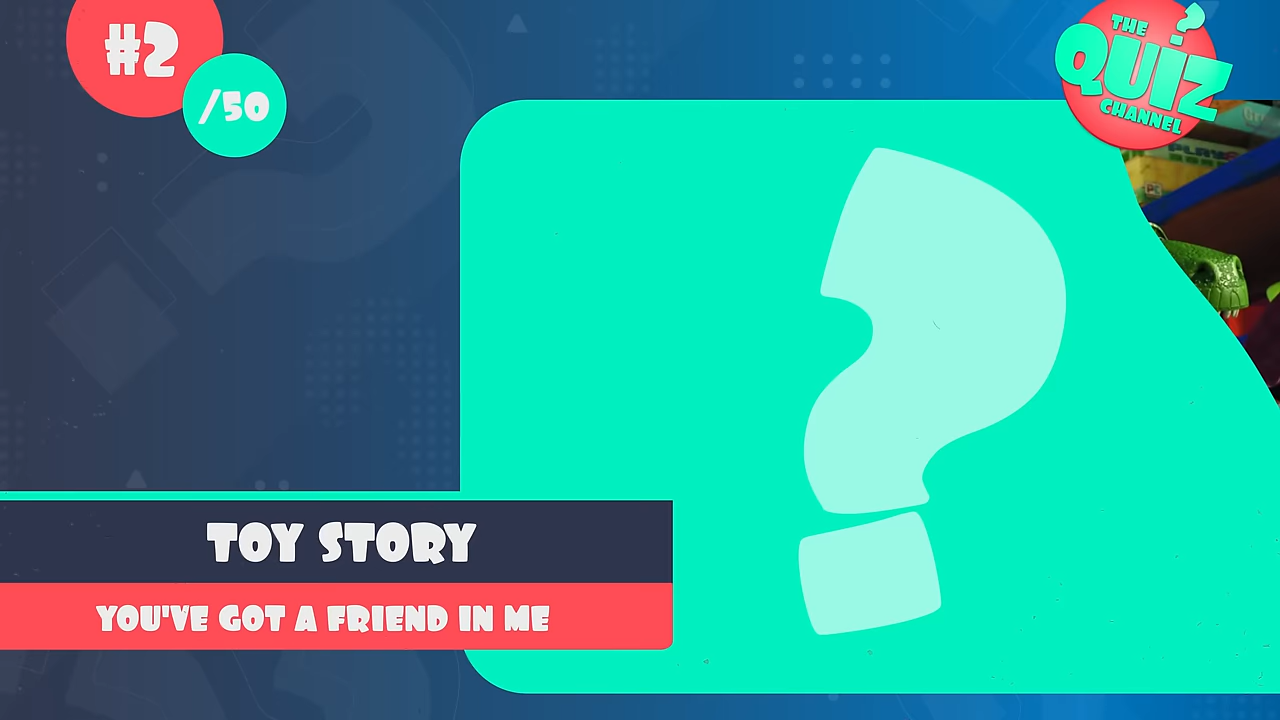 #2
/50
THE
QUIZ
CHANNEL
TOY STORY
YOU'VE GOT A FRIEND IN ME